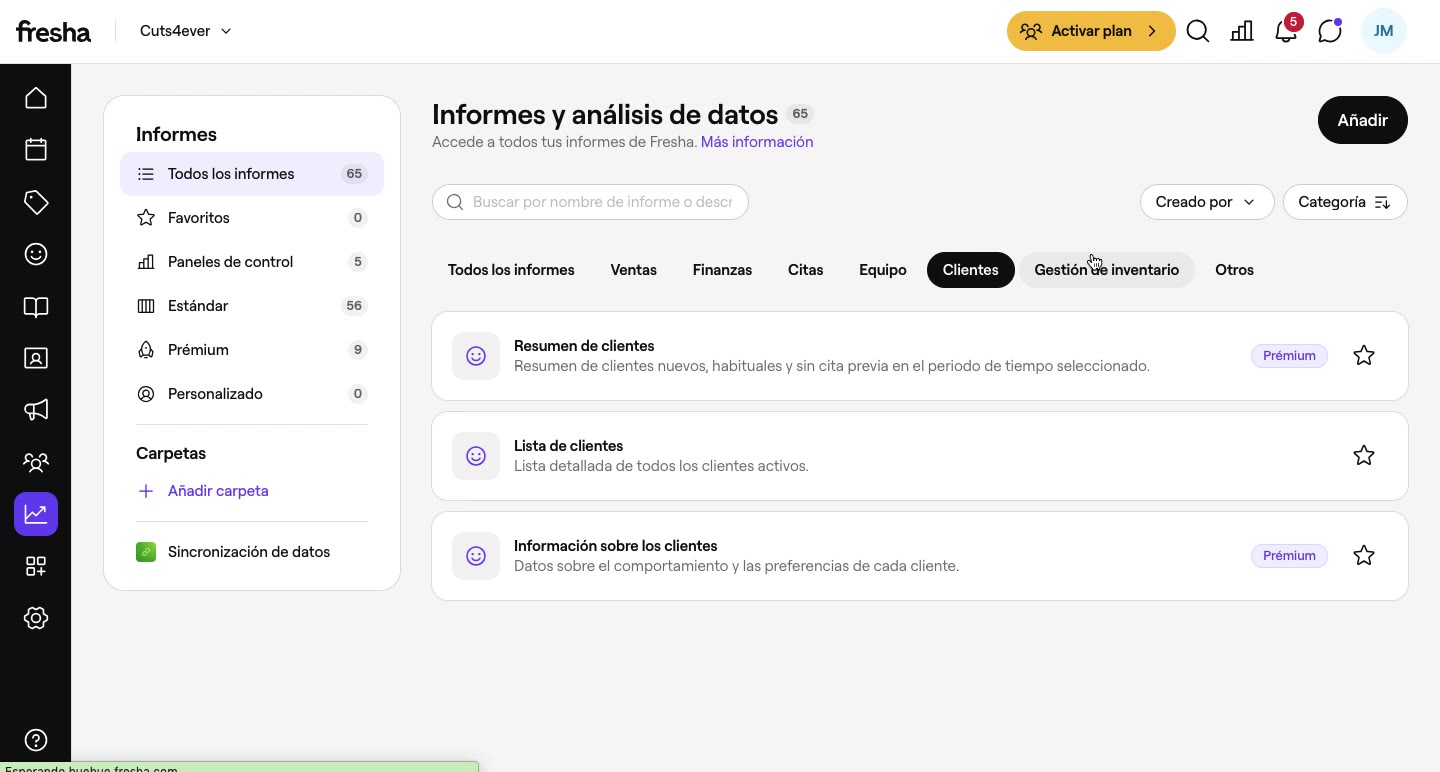 fresha
Cuts4ever
Activar plan
5
JM
Informes
Todos los informes 65
Favoritos 0
Paneles de control 5
Estándar 56
Prémium 9
Personalizado 0
Carpetas
Añadir carpeta
Sincronización de datos
Informes y análisis de datos 65
Accede a todos tus informes de Fresha. Más información
Añadir
Buscar por nombre de informe o descr
Creado por
Categoría
Todos los informes Ventas Finanzas Citas Equipo Clientes Gestión de inventario Otros
Resumen de clientes
Resumen de clientes nuevos, habituales y sin cita previa en el periodo de tiempo seleccionado.
Prémium
Lista de clientes
Lista detallada de todos los clientes activos.
Información sobre los clientes
Datos sobre el comportamiento y las preferencias de cada cliente.
Prémium
Esperando buebue.fresha.com